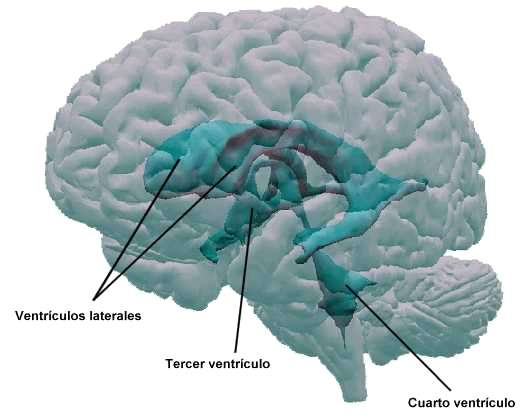 Ventrículos laterales
Tercer ventrículo
Cuarto ventrículo